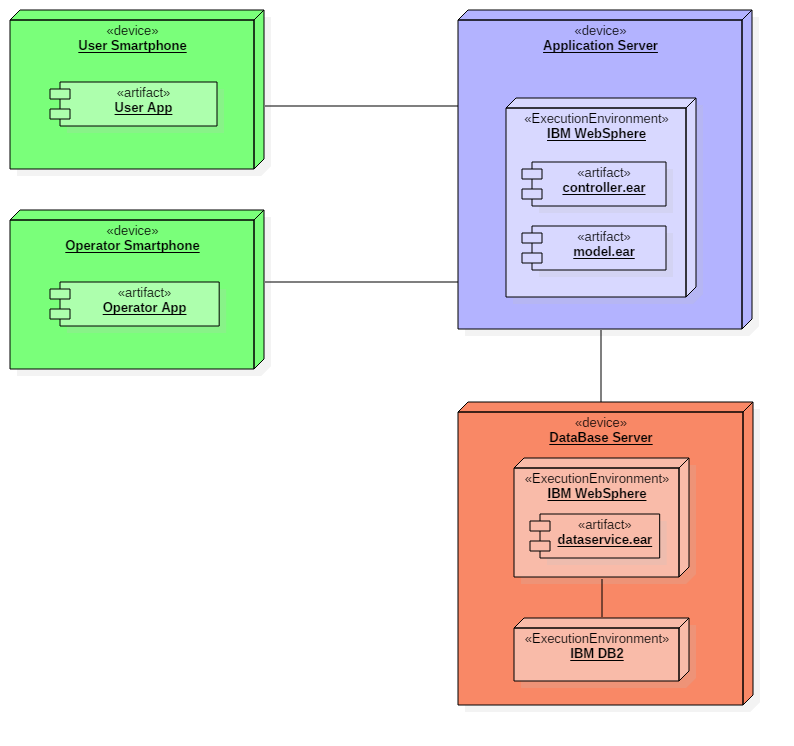 «device»
User Smartphone
«artifact»
User App
«device»
Operator Smartphone
«artifact»
Operator App
«device»
Application Server
«ExecutionEnvironment»
IBM WebSphere
«artifact»
controller.ear
«artifact»
model.ear
«device»
DataBase Server
«ExecutionEnvironment»
IBM WebSphere
«artifact»
dataservice.ear
«ExecutionEnvironment»
IBM DB2